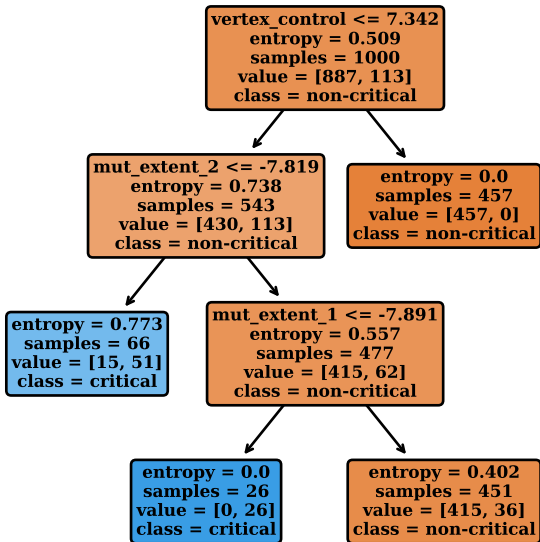 vertex_control <= 7.342
entropy = 0.509
samples = 1000
value = [887, 113]
class = non-critical
mut_extent_2 <= -7.819
entropy = 0.738
samples = 543
value = [430, 113]
class = non-critical
entropy = 0.0
samples = 457
value = [457, 0]
class = non-critical
entropy = 0.773
samples = 66
value = [15, 51]
class = critical
mut_extent_1 <= -7.891
entropy = 0.557
samples = 477
value = [415, 62]
class = non-critical
entropy = 0.0
samples = 26
value = [0, 26]
class = critical
entropy = 0.402
samples = 451
value = [415, 36]
class = non-critical